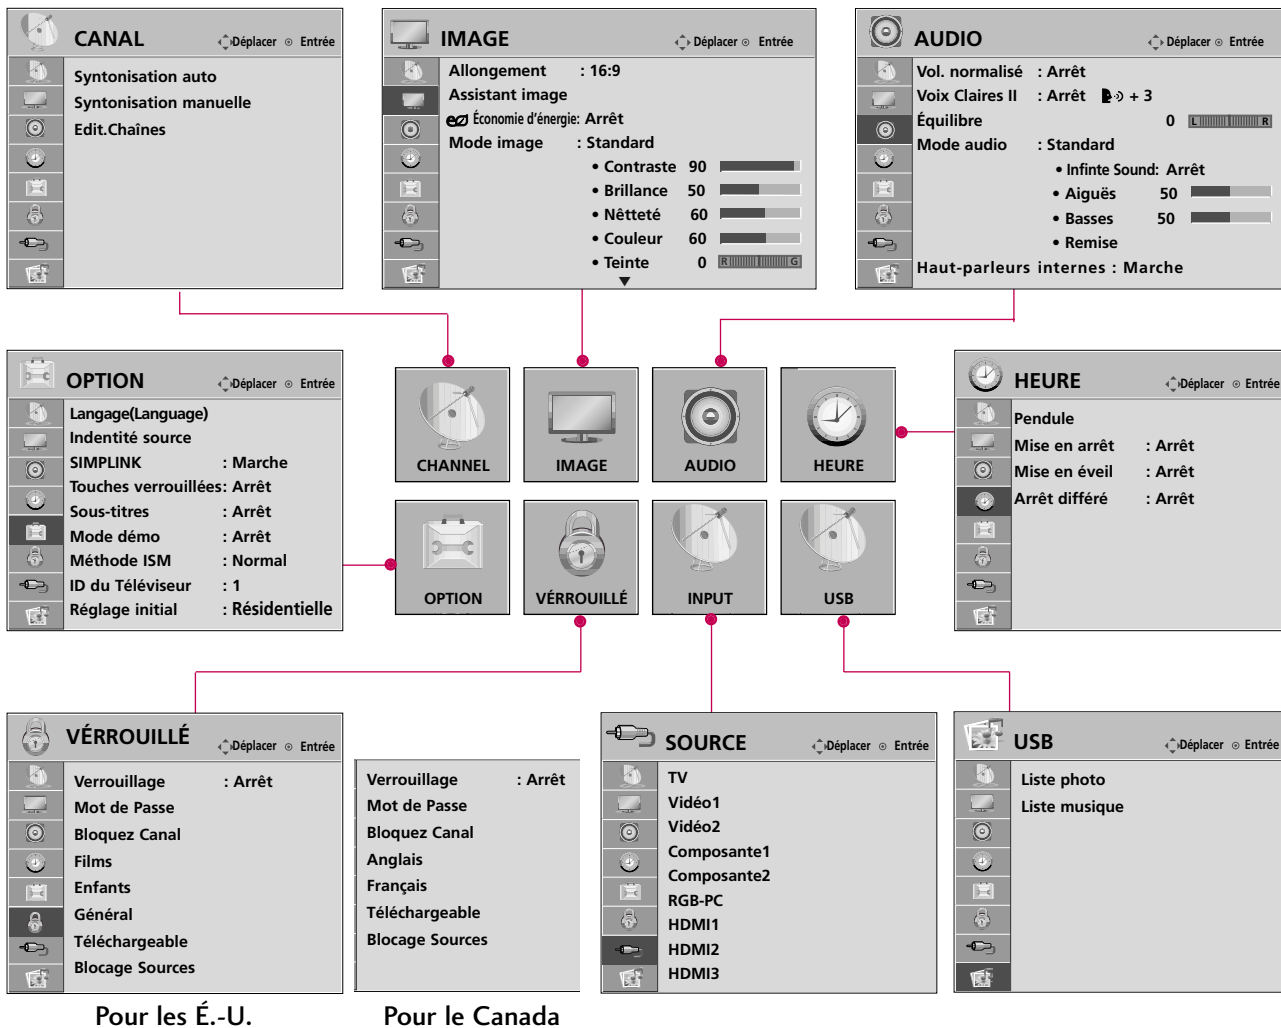 CANAL
Déplacer Entrée
Syntonisation auto
Syntonisation manuelle
Edit.Chaînes
IMAGE
Déplacer Entrée
Allongement : 16:9
Assistant image
Économie d'énergie: Arrêt
Mode image : Standard
• Contraste 90
• Brillance 50
• Nêtteté 60
• Couleur 60
• Teinte 0 R G
AUDIO
Déplacer Entrée
Vol. normalisé : Arrêt
Voix Claires II : Arrêt + 3
Équilibre 0 L R
Mode audio : Standard
• Infinte Sound: Arrêt
• Aiguës 50
• Basses 50
• Remise
Haut-parleurs internes : Marche
OPTION
Déplacer Entrée
Langage(Language)
Indentité source
SIMPLINK : Marche
Touches verrouillées: Arrêt
Sous-titres : Arrêt
Mode démo : Arrêt
Méthode ISM : Normal
ID du Téléviseur : 1
Réglage initial : Résidentielle
CHANNEL
IMAGE
AUDIO
HEURE
OPTION
VÉRROUILLÉ
INPUT
USB
HEURE
Déplacer Entrée
Pendule
Mise en arrêt : Arrêt
Mise en éveil : Arrêt
Arrêt différé : Arrêt
VÉRROUILLÉ
Déplacer Entrée
Verrouillage : Arrêt
Mot de Passe
Bloquez Canal
Films
Enfants
Général
Téléchargeable
Blocage Sources
Pour les É.-U.
Verrouillage : Arrêt
Mot de Passe
Bloquez Canal
Anglais
Français
Téléchargeable
Blocage Sources
Pour le Canada
SOURCE
Déplacer Entrée
TV
Vidéo1
Vidéo2
Composante1
Composante2
RGB-PC
HDMI1
HDMI2
HDMI3
USB
Déplacer Entrée
Liste photo
Liste musique